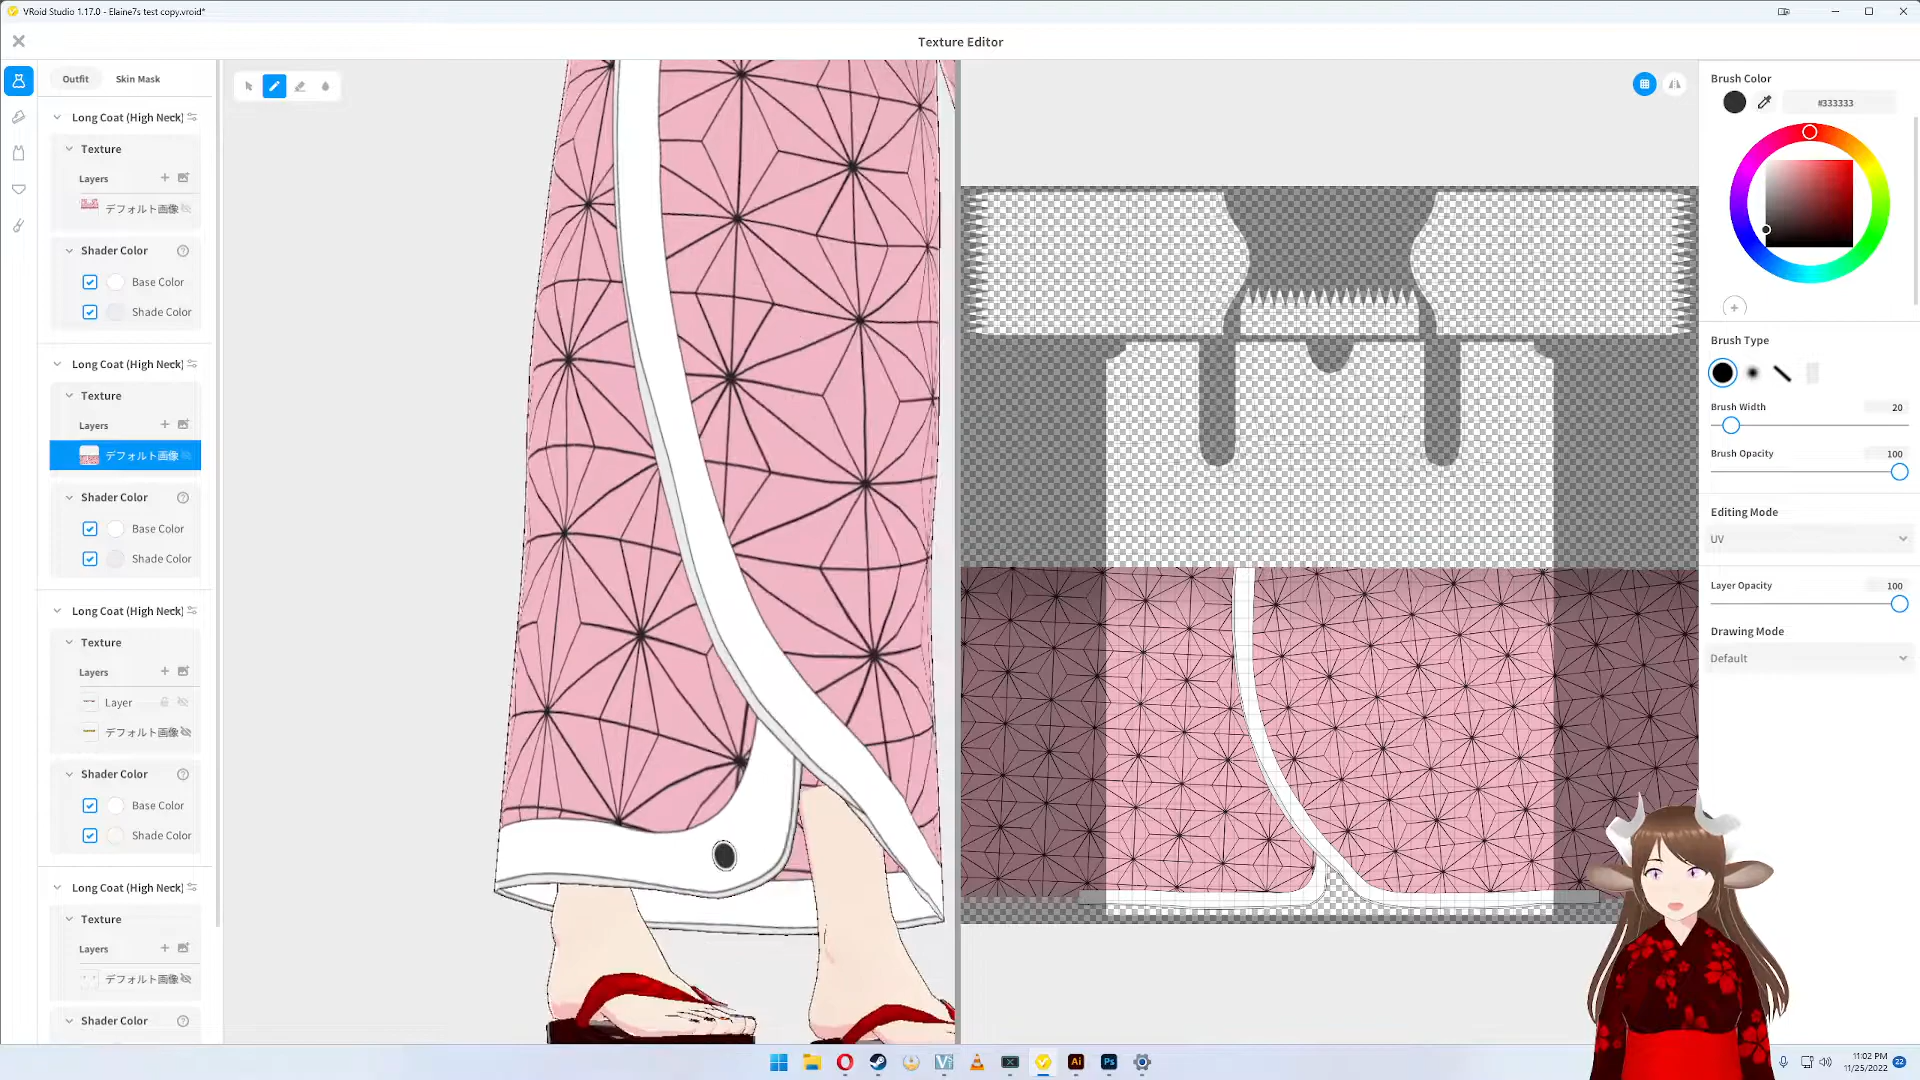 VRoid Studio 1.17.0 - Elaine7s test copy.vroid*
Texture Editor
Outfit
Skin Mask
Long Coat (High Neck)
Texture
Layers
デフォルト画像
Shader Color
Base Color
Shade Color
Long Coat (High Neck)
Texture
Layers
デフォルト画像
Shader Color
Base Color
Shade Color
Long Coat (High Neck)
Texture
Layers
Layer
デフォルト画像
Shader Color
Base Color
Shade Color
Long Coat (High Neck)
Texture
Layers
デフォルト画像
Shader Color
Brush Color
#333333
Brush Type
Brush Width
20
Brush Opacity
100
Editing Mode
UV
Layer Opacity
100
Drawing Mode
Default
Ai
Ps
11:02 PM
11/25/2022
22